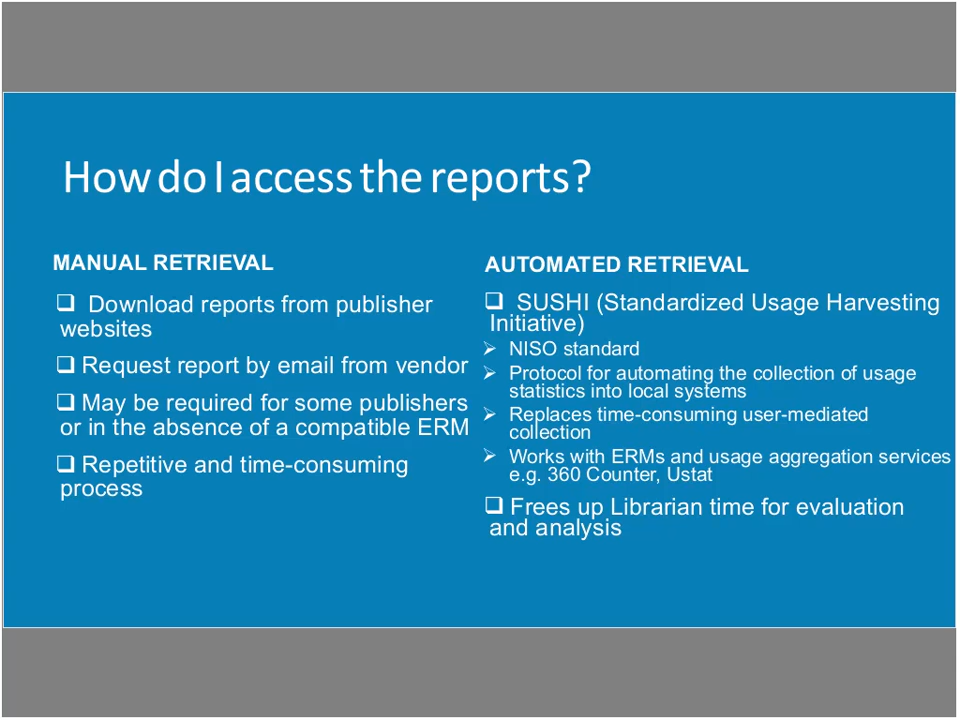 How do I access the reports?
MANUAL RETRIEVAL
❑ Download reports from publisher
websites
❑ Request report by email from vendor
❑ May be required for some publishers
or in the absence of a compatible ERM
❑ Repetitive and time-consuming
process
AUTOMATED RETRIEVAL
❑ SUSHI (Standardized Usage Harvesting
Initiative)
➢ NISO standard
➢ Protocol for automating the collection of usage
statistics into local systems
➢ Replaces time-consuming user-mediated
collection
➢ Works with ERMs and usage aggregation services
e.g. 360 Counter, Ustat
❑ Frees up Librarian time for evaluation
and analysis